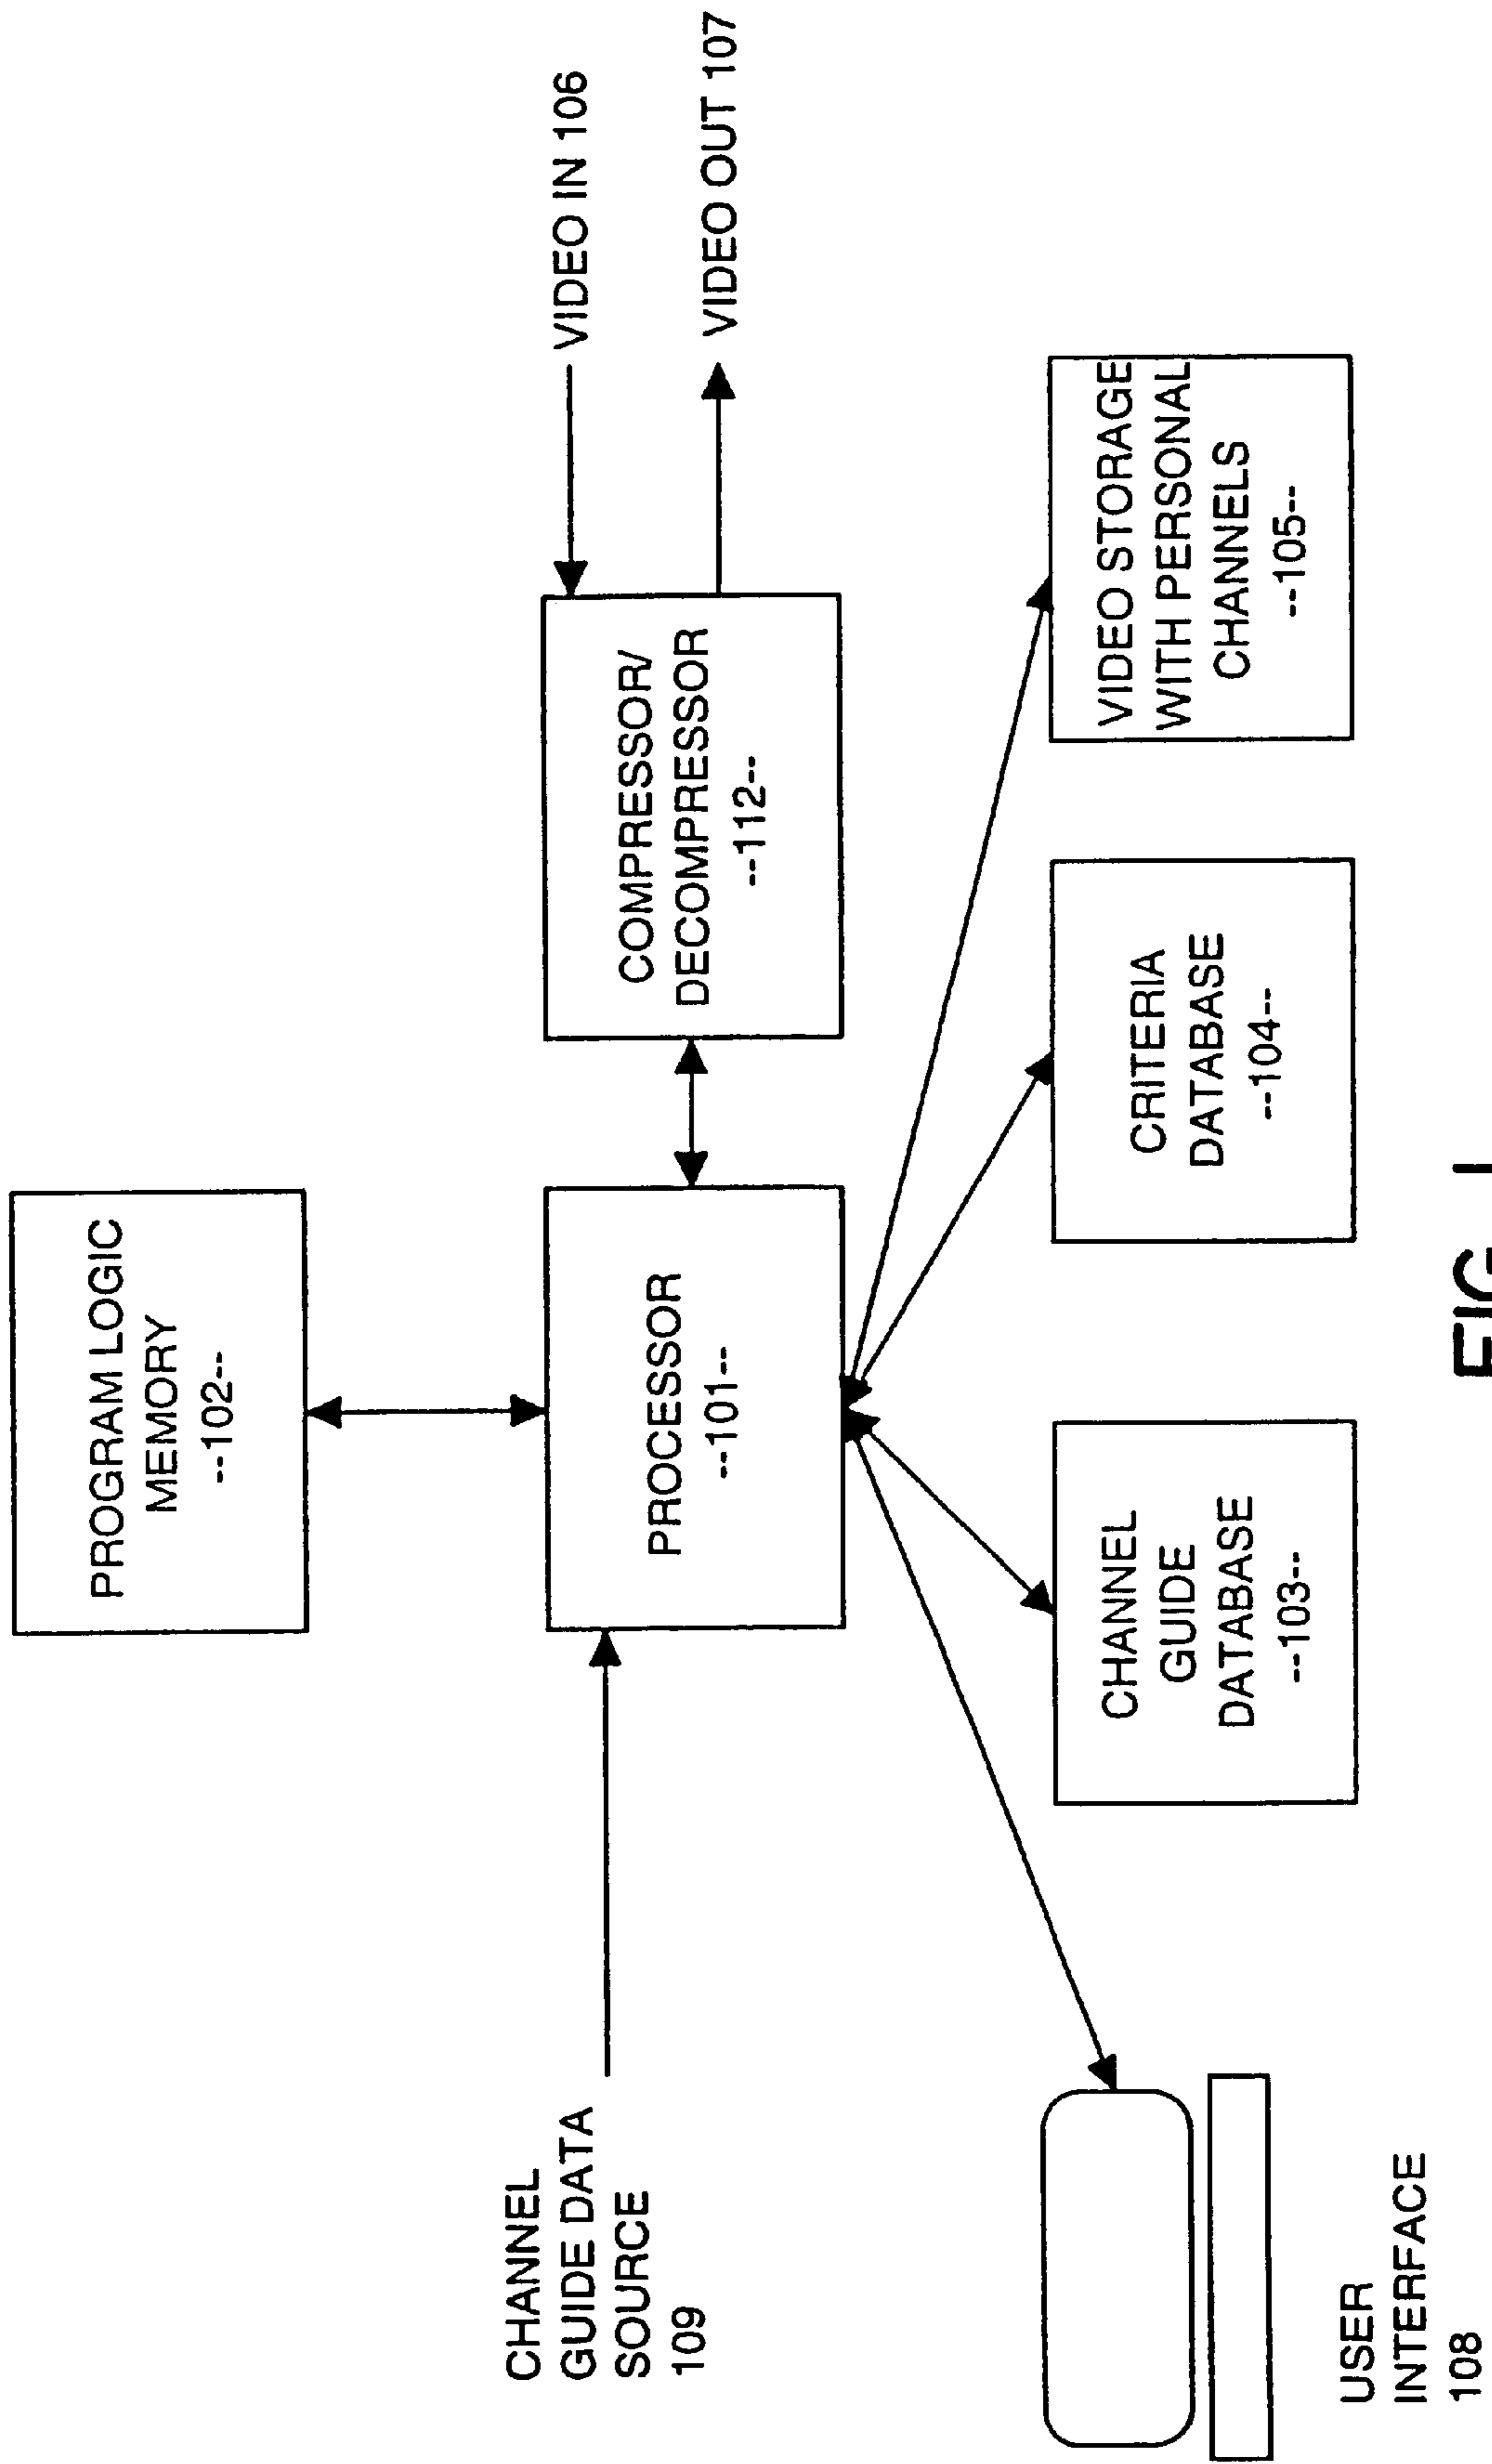 PROGRAM LOGIC
MEMORY
--102--
CHANNEL
GUIDE DATA
SOURCE
109
PROCESSOR
--101--
COMPRESSOR/
DECOMPRESSOR
--112--
VIDEO IN 106
VIDEO OUT 107
USER
INTERFACE
108
CHANNEL
GUIDE
DATABASE
--103--
CRITERIA
DATABASE
--104--
VIDEO STORAGE
WITH PERSONAL
CHANNELS
--105--